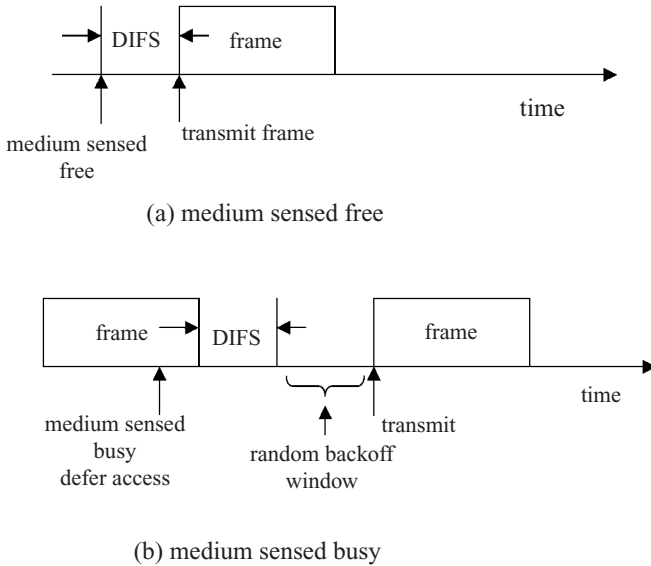 DIFS
frame
time
medium sensed
free
transmit frame
(a) medium sensed free
frame
DIFS
frame
time
medium sensed
busy
defer access
random backoff
window
transmit
(b) medium sensed busy